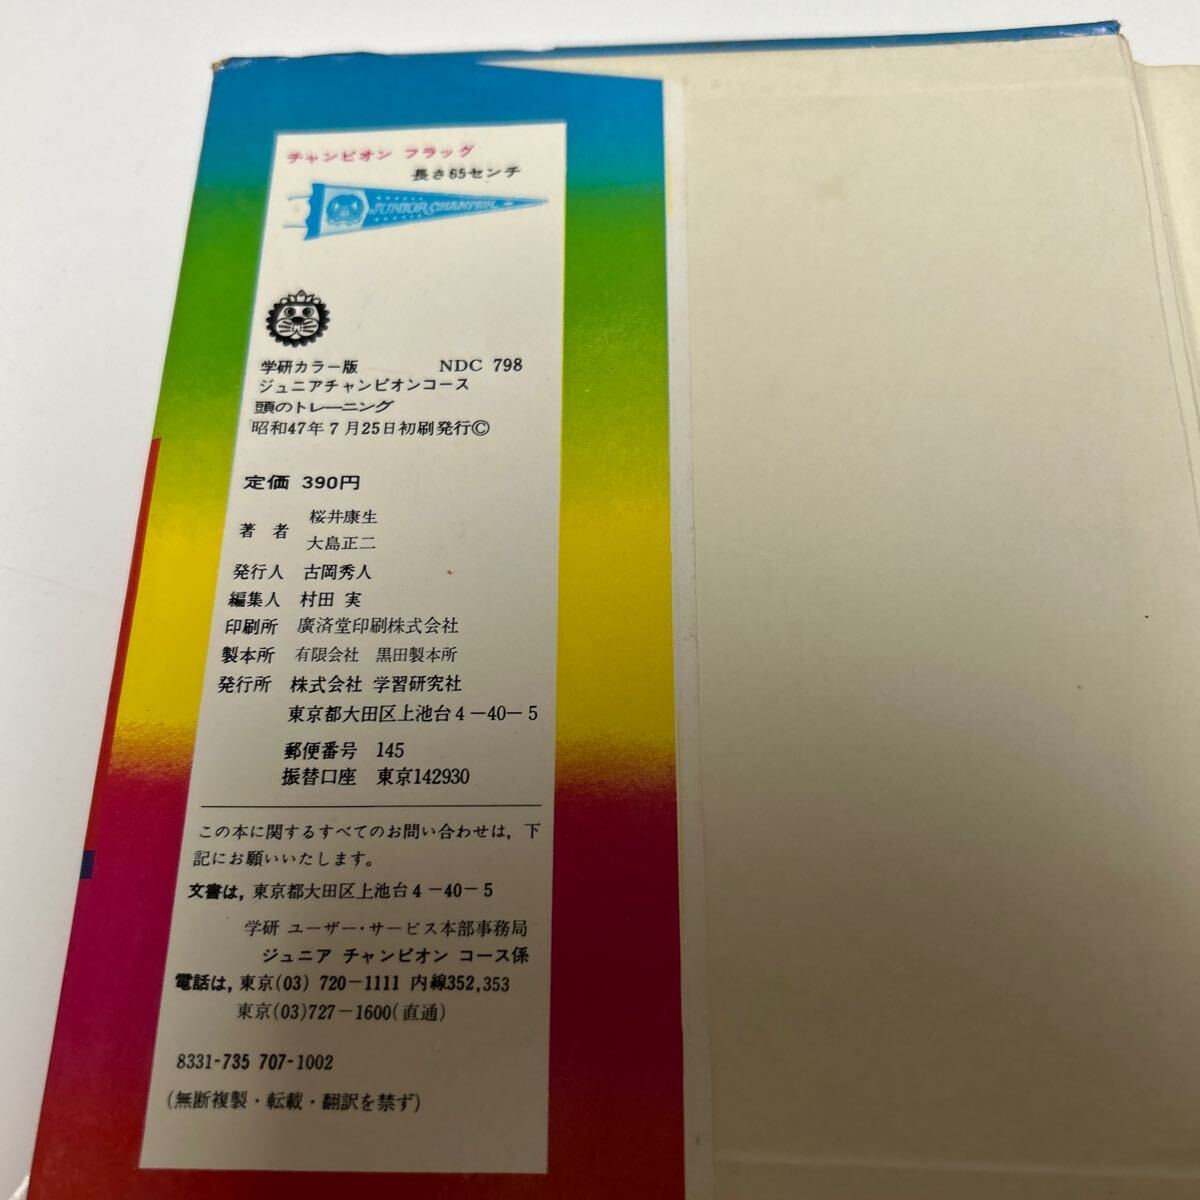 チャンピオン フラッグ
長さ65センチ
JUNIOR CHAMPION
学研カラー版 NDC 798
ジュニアチャンピオンコース
頭のトレーニング
昭和47年7月25日初刷発行©
定価 390円
著者 桜井康生
大島正二
発行人 古岡秀人
編集人 村田 実
印刷所 廣済堂印刷株式会社
製本所 有限会社 黒田製本所
発行所 株式会社 学習研究社
東京都大田区上池台4-40-5
郵便番号 145
振替口座 東京142930
この本に関するすべてのお問い合わせは,下
記にお願いいたします。
文書は,東京都大田区上池台4-40-5
学研 ユーザー・サービス本部事務局
ジュニア チャンピオン コース係
電話は,東京(03) 720-1111 内線352,353
東京(03)727-1600(直通)
8331-735 707-1002
(無断複製・転載・翻訳を禁ず)